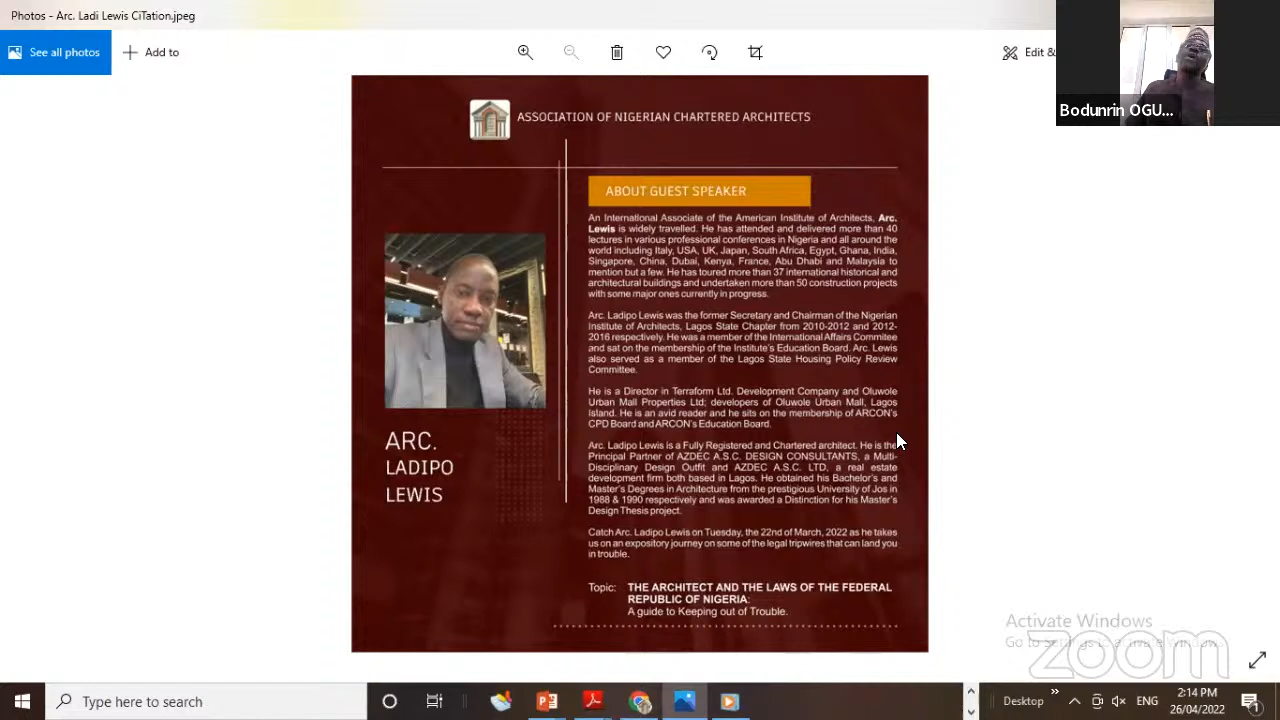 Photos - Arc. Ladi Lewis CiTation.jpeg
See all photos
Add to
Edit &
Bodunrin OGU...
ASSOCIATION OF NIGERIAN CHARTERED ARCHITECTS
ABOUT GUEST SPEAKER
An International Associate of the American Institute of Architects, Arc.
Lewis is widely travelled. He has attended and delivered more than 40
lectures in various professional conferences in Nigeria and all around the
world including Italy, USA, UK, Japan, South Africa, Egypt, Ghana, India,
Singapore, China, Dubai, Kenya, France, Abu Dhabi and Malaysia to
mention but a few. He has toured more than 37 international historical and
architectural buildings and undertaken more than 50 construction projects
with some major ones currently in progress.
Arc. Ladipo Lewis was the former Secretary and Chairman of the Nigerian
Institute of Architects, Lagos State Chapter from 2010-2012 and 2012-
2016 respectively. He was a member of the International Affairs Commitee
and sat on the membership of the Institute's Education Board. Arc. Lewis
also served as a member of the Lagos State Housing Policy Review
Committee.
He is a Director in Terraform Ltd. Development Company and Oluwole
Urban Mall Properties Ltd; developers of Oluwole Urban Mall, Lagos
Island. He is an avid reader and he sits on the membership of ARCON's
CPD Board and ARCON's Education Board.
Arc. Ladipo Lewis is a Fully Registered and Chartered architect. He is the
Principal Partner of AZDEC A.S.C. DESIGN CONSULTANTS, a Multi-
Disciplinary Design Outfit and AZDEC A.S.C. LTD, a real estate
development firm both based in Lagos. He obtained his Bachelor's and
Master's Degrees in Architecture from the prestigious University of Jos in
1988 & 1990 respectively and was awarded a Distinction for his Master's
Design Thesis project.
Catch Arc. Ladipo Lewis on Tuesday, the 22nd of March, 2022 as he takes
us on an expository journey on some of the legal tripwires that can land you
in trouble.
Topic: THE ARCHITECT AND THE LAWS OF THE FEDERAL
REPUBLIC OF NIGERIA:
A guide to Keeping out of Trouble.
ARC.
LADIPO
LEWIS
Activate Windows
Go to Settings to activate Windows.
zoom
Type here to search
Desktop
ENG
2:14 PM
26/04/2022
1